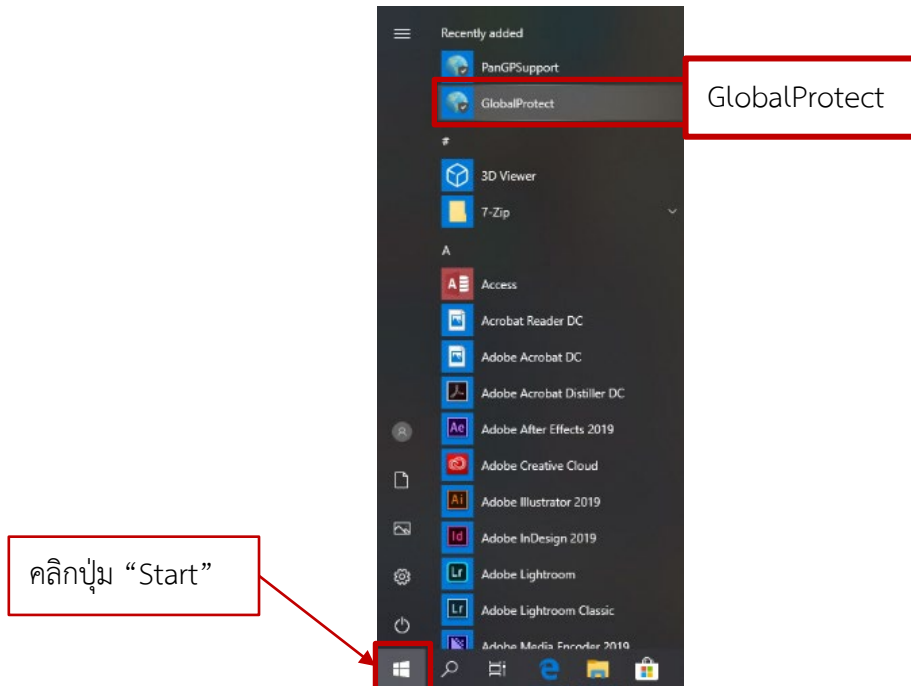 Recently added
PanGPSupport
GlobalProtect
GlobalProtect
#
3D Viewer
7-Zip
A
Access
Acrobat Reader DC
Adobe Acrobat DC
Adobe Acrobat Distiller DC
Adobe After Effects 2019
Adobe Creative Cloud
Adobe Illustrator 2019
Adobe InDesign 2019
คลิกปุ่ม “Start”
Adobe Lightroom
Adobe Lightroom Classic
Adobe Media Encoder 2019